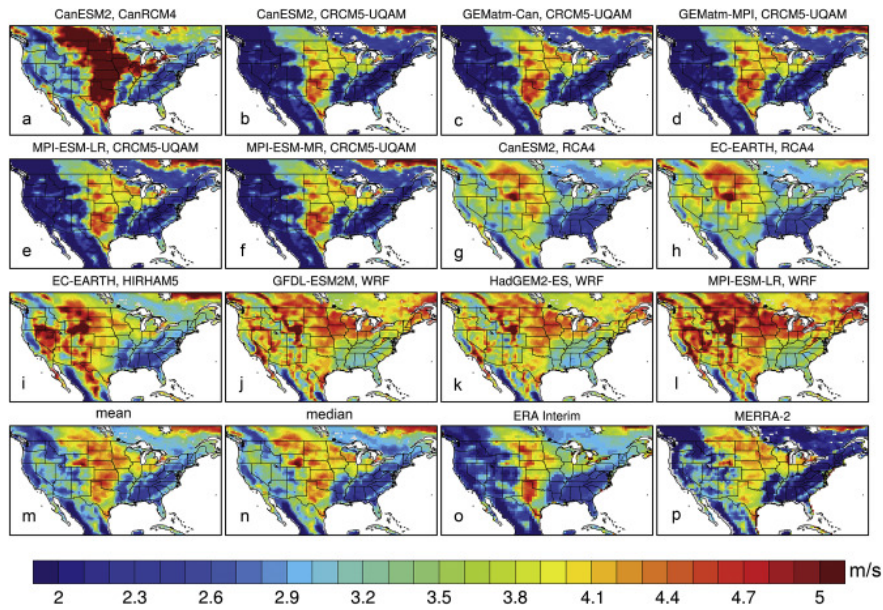 CanESM2, CanRCM4 CanESM2, CRCM5-UQAM GEMatm-Can, CRCM5-UQAM GEMatm-MPI, CRCM5-UQAM
a b c d
MPI-ESM-LR, CRCM5-UQAM MPI-ESM-MR, CRCM5-UQAM CanESM2, RCA4 EC-EARTH, RCA4
e f g h
EC-EARTH, HIRHAM5 GFDL-ESM2M, WRF HadGEM2-ES, WRF MPI-ESM-LR, WRF
i j k l
mean median ERA Interim MERRA-2
m n o p
m/s
2 2.3 2.6 2.9 3.2 3.5 3.8 4.1 4.4 4.7 5